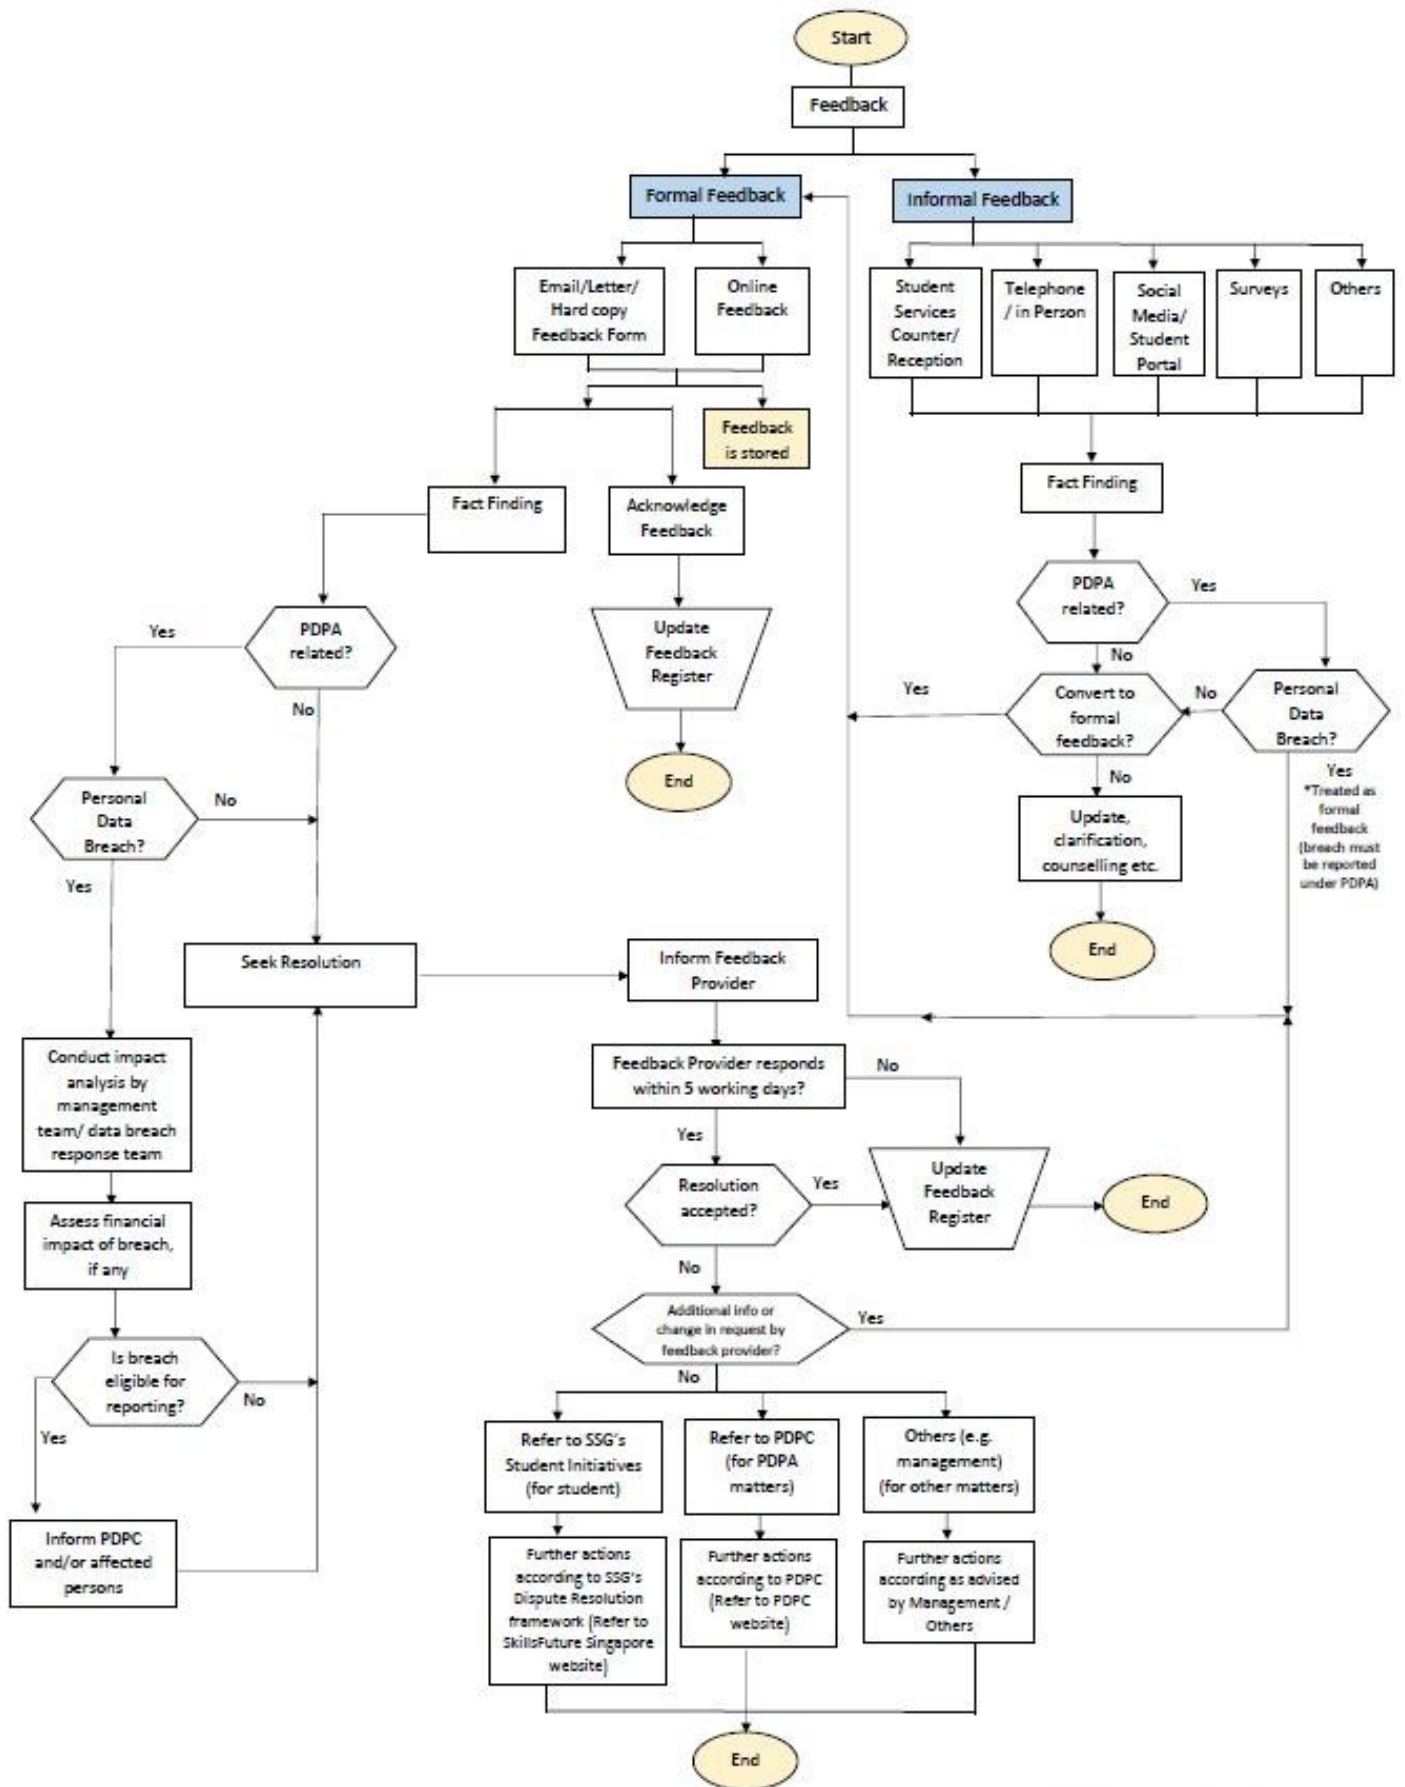 Start
Feedback
Formal Feedback
Informal Feedback
Email/Letter/
Hard copy
Feedback Form
Online
Feedback
Student
Services
Counter/
Reception
Telephone
/ in Person
Social
Media/
Student
Portal
Surveys
Others
Feedback
is stored
Fact Finding
Acknowledge
Feedback
Fact Finding
PDPA
related?
Yes
No
Update
Feedback
Register
End
PDPA
related?
Yes
No
Convert to
formal
feedback?
Yes
No
No
Personal
Data
Breach?
Yes
*Treated as
formal
feedback
(breach must
be reported
under PDPA)
Update,
clarification,
counselling etc.
End
Personal
Data
Breach?
No
Yes
Seek Resolution
Inform Feedback
Provider
Conduct impact
analysis by
management
team/ data breach
response team
Feedback Provider responds
within 5 working days?
No
Yes
Assess financial
impact of breach,
if any
Resolution
accepted?
Yes
No
Update
Feedback
Register
End
Is breach
eligible for
reporting?
No
Yes
Additional info or
change in request by
feedback provider?
Yes
No
Inform PDPC
and/or affected
persons
Refer to SSG's
Student Initiatives
(for student)
Refer to PDPC
(for PDPA
matters)
Others (e.g.
management)
(for other matters)
Further actions
according to SSG's
Dispute Resolution
framework (Refer to
SkillsFuture Singapore
website)
Further actions
according to PDPC
(Refer to PDPC
website)
Further actions
according as advised
by Management /
Others
End